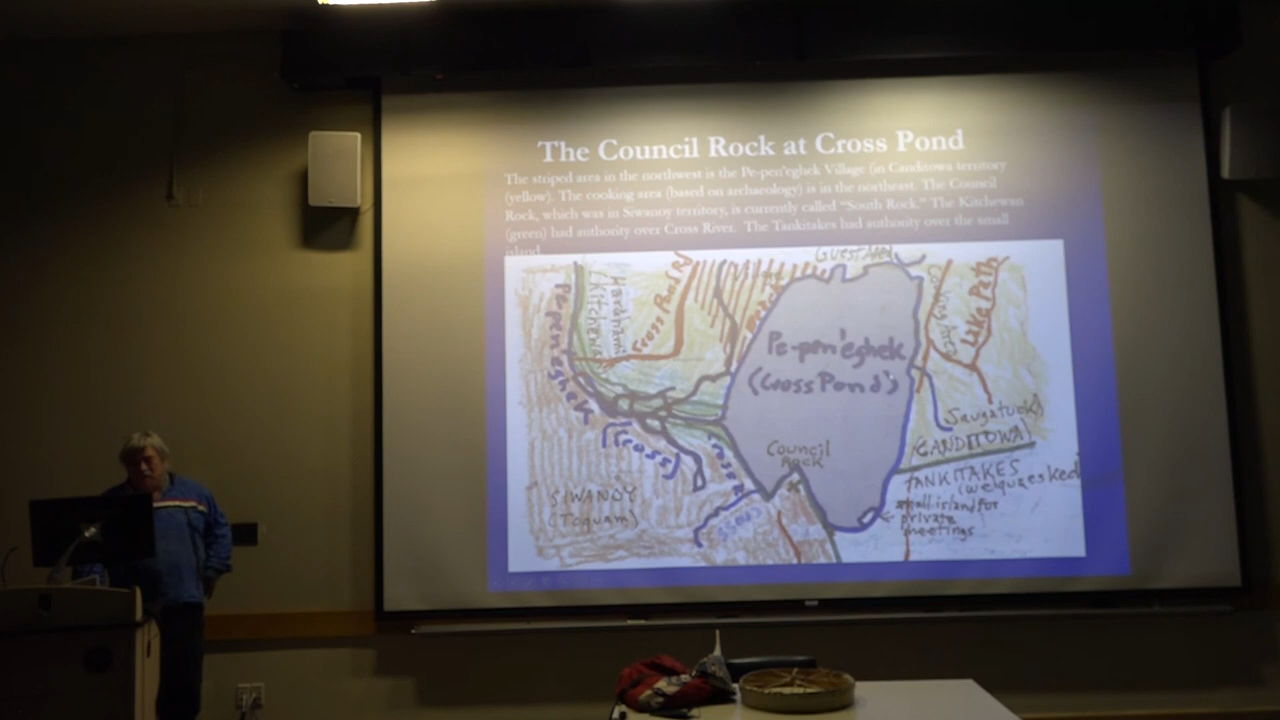 The Council Rock at Cross Pond
The striped area in the northwest is the Pe-pen'eghek Village (in Canditowa territory
(yellow). The cooking area (based on archaeology) is in the northeast. The Council
Rock, which was in Siwanoy territory, is currently called “South Rock.” The Kitchewan
(green) had authority over Cross River. The Tankitakes had authority over the small
island
Guest Area
Pe-pen'eghek
(Cross)
Cross Pond (R)
Lake Path
Pe-pen'eghek
(Cross Pond)
Saugatuck)
(CANDITOWA)
Council
Rock
TANKITAKES
SIWANOY
(Toquam)
small island for
private
meetings
Cross